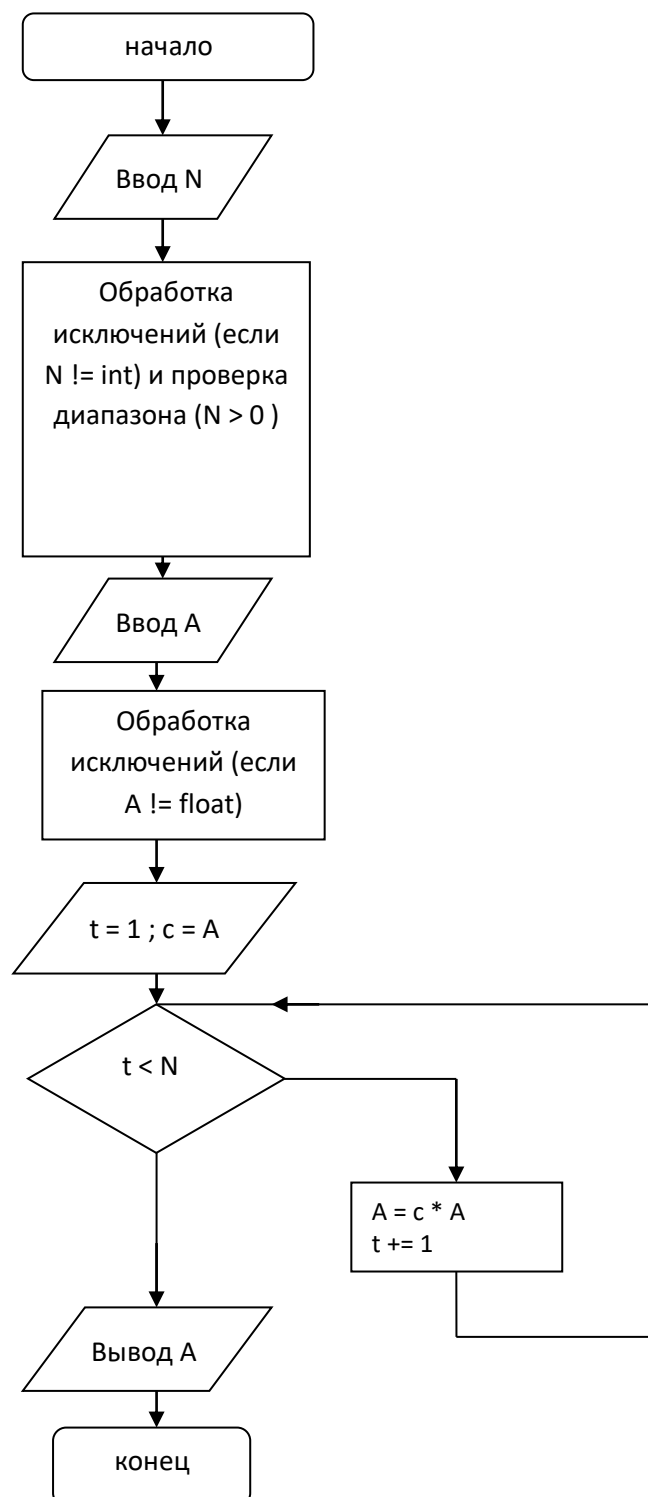 начало
Ввод N
Обработка
исключений (если
N != int) и проверка
диапазона (N > 0 )
Ввод A
Обработка
исключений (если
A != float)
t = 1 ; c = A
t < N
A = c * A
t += 1
Вывод A
конец